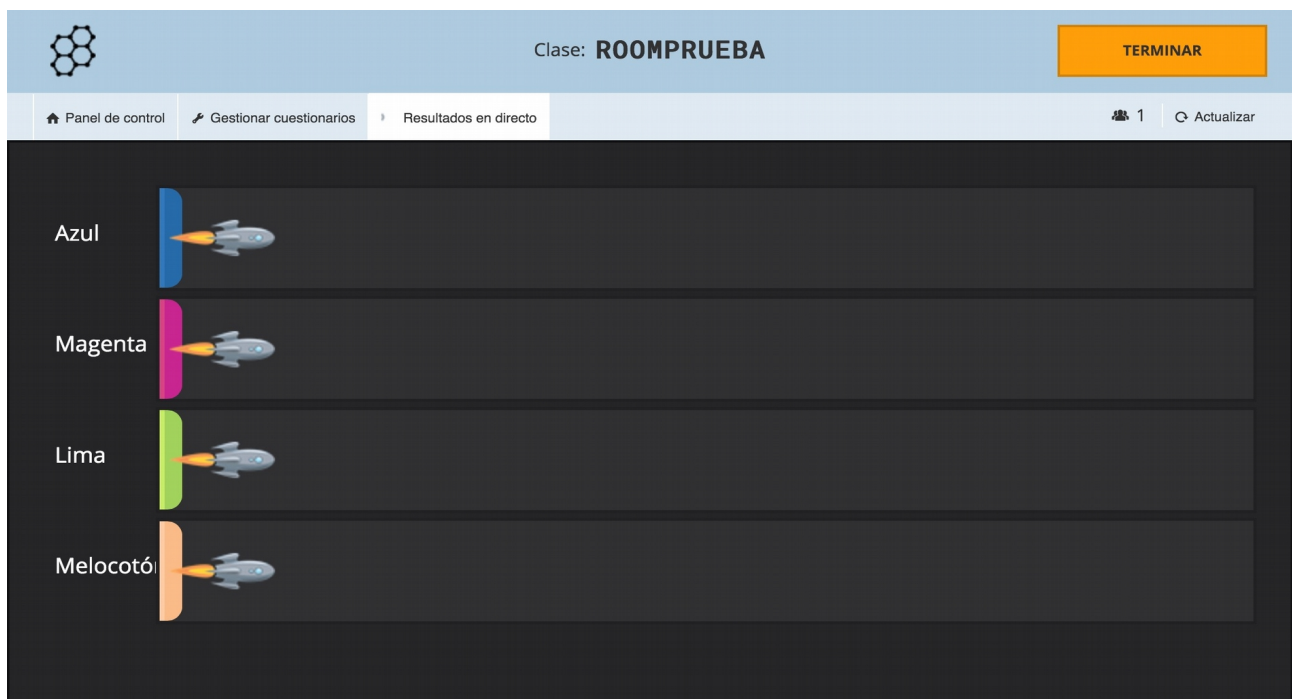 Clase: ROOMPRUEBA
TERMINAR
Panel de control
Gestionar cuestionarios
Resultados en directo
1
Actualizar
Azul
Magenta
Lima
Melocotó